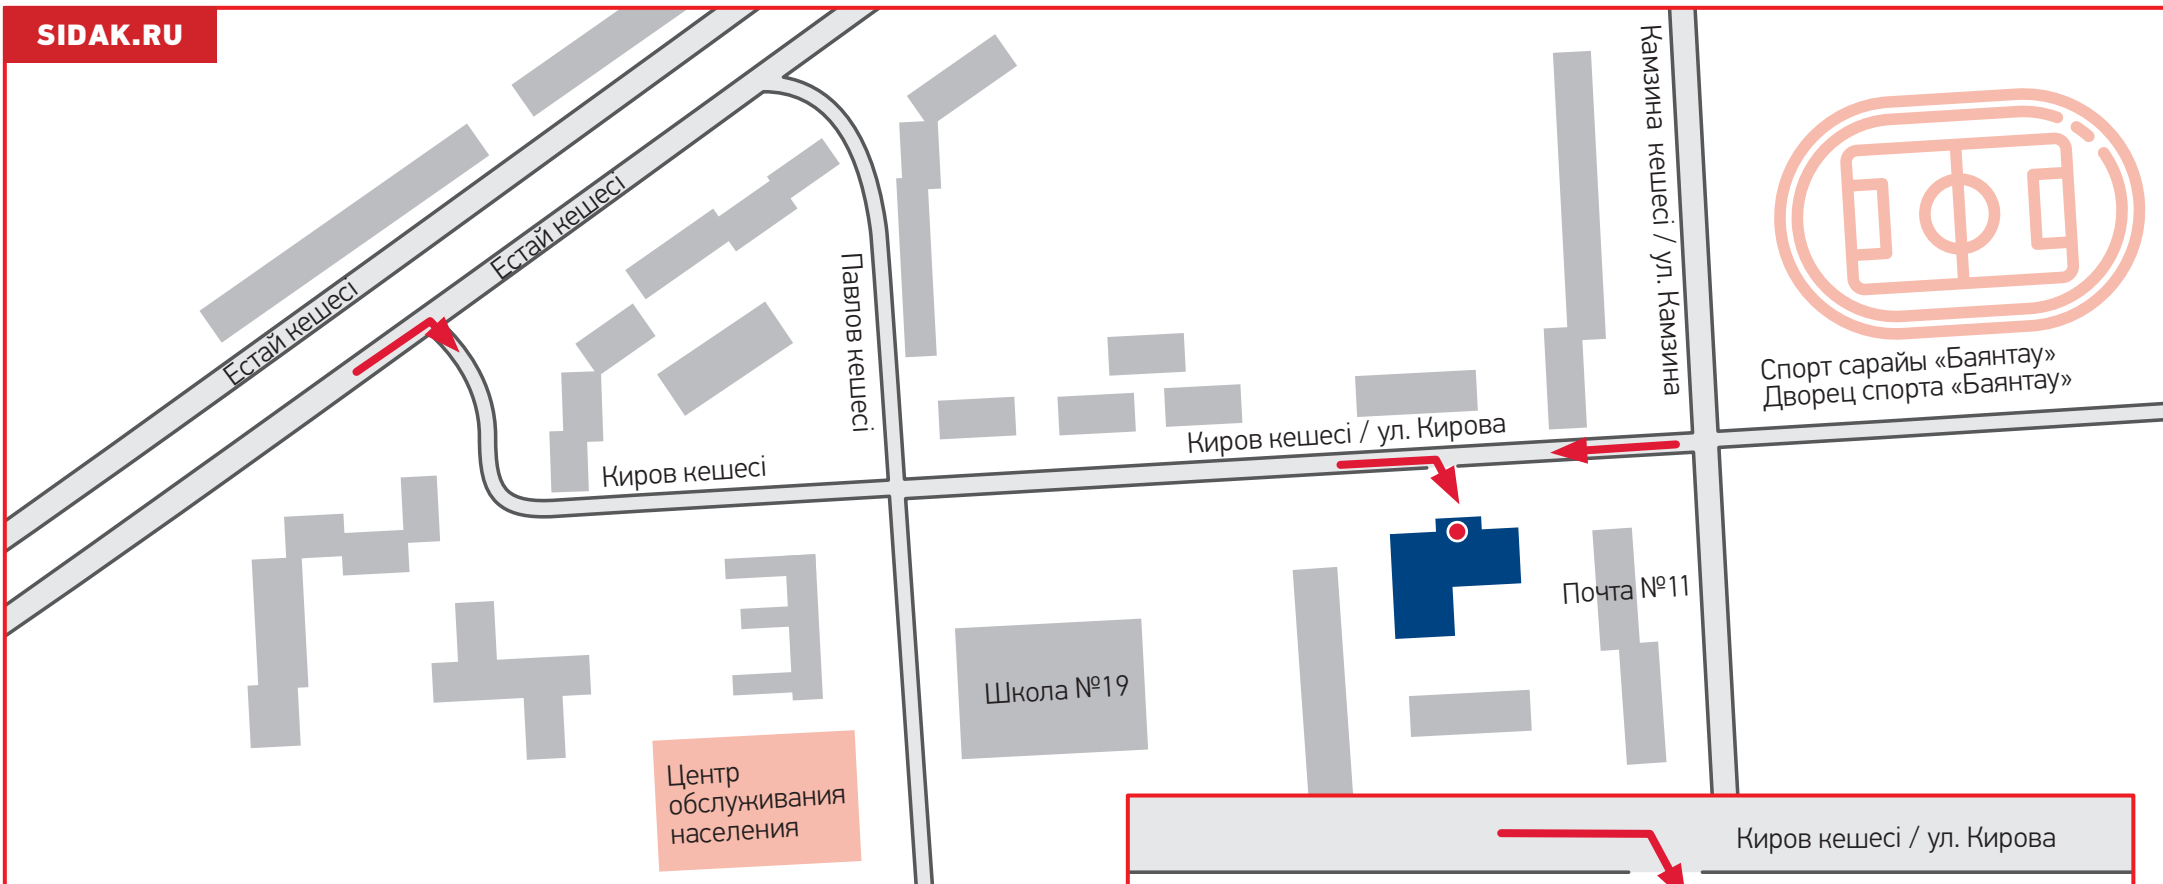 SIDAK.RU
Естай кешесі
Естай кешесі
Павлов кешесі
Камзина кешесі / ул. Камзина
Спорт сарайы «Баянтау»
Дворец спорта «Баянтау»
Киров кешесі / ул. Кирова
Киров кешесі
Почта №11
Школа №19
Центр
обслуживания
населения
Киров кешесі / ул. Кирова